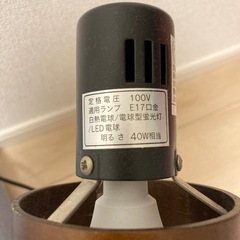 定格電圧 100V
適用ランプ E17口金
白熱電球/電球型蛍光灯
/LED電球
明るさ 40W相当